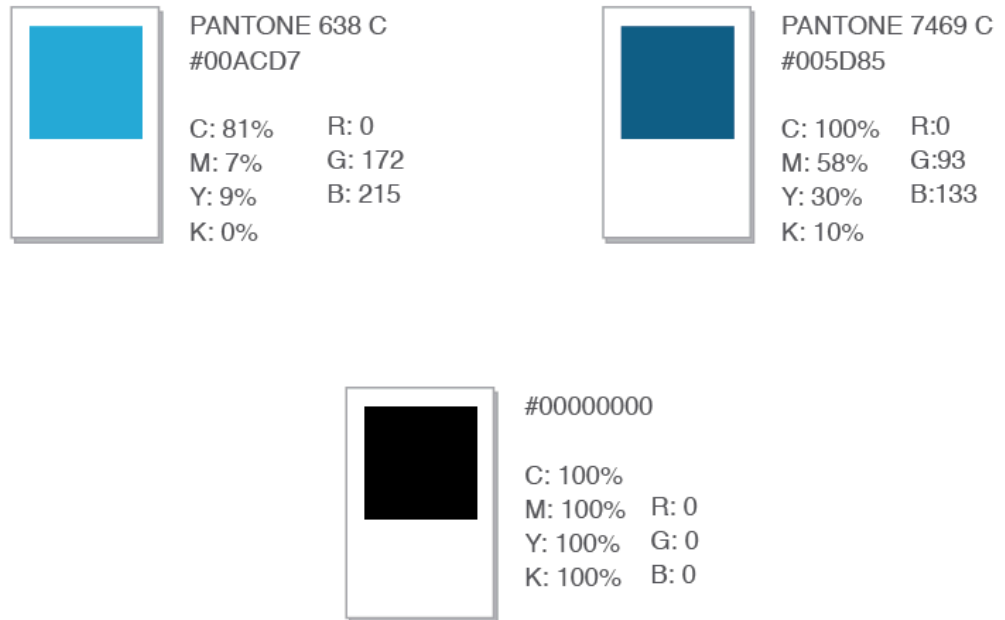 PANTONE 638 C
#00ACD7
C: 81% R: 0
M: 7% G: 172
Y: 9% B: 215
K: 0%
PANTONE 7469 C
#005D85
C: 100% R:0
M: 58% G:93
Y: 30% B:133
K: 10%
#00000000
C: 100%
M: 100% R: 0
Y: 100% G: 0
K: 100% B: 0